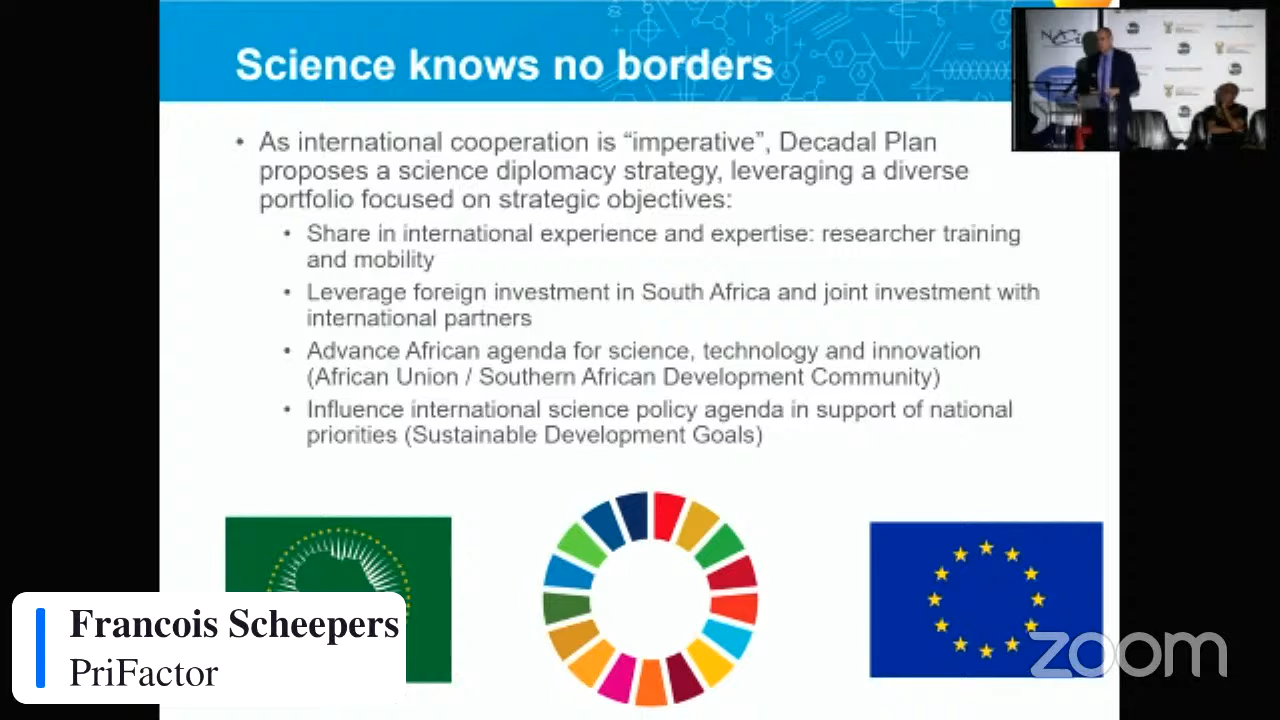 Science knows no borders
• As international cooperation is “imperative”, Decadal Plan
proposes a science diplomacy strategy, leveraging a diverse
portfolio focused on strategic objectives:
• Share in international experience and expertise: researcher training
and mobility
• Leverage foreign investment in South Africa and joint investment with
international partners
• Advance African agenda for science, technology and innovation
(African Union / Southern African Development Community)
• Influence international science policy agenda in support of national
priorities (Sustainable Development Goals)
Francois Scheepers
PriFactor
zoom